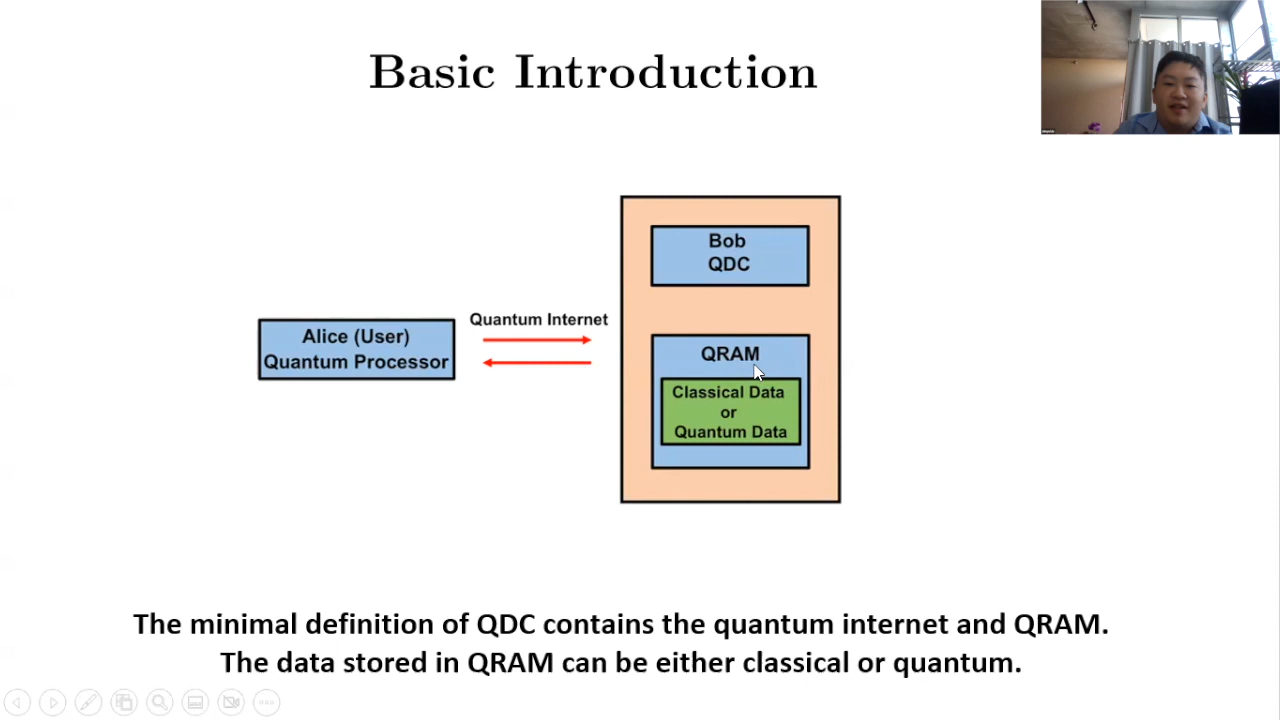 Basic Introduction
Bob
QDC
Quantum Internet
Alice (User)
Quantum Processor
QRAM
Classical Data
or
Quantum Data
The minimal definition of QDC contains the quantum internet and QRAM.
The data stored in QRAM can be either classical or quantum.